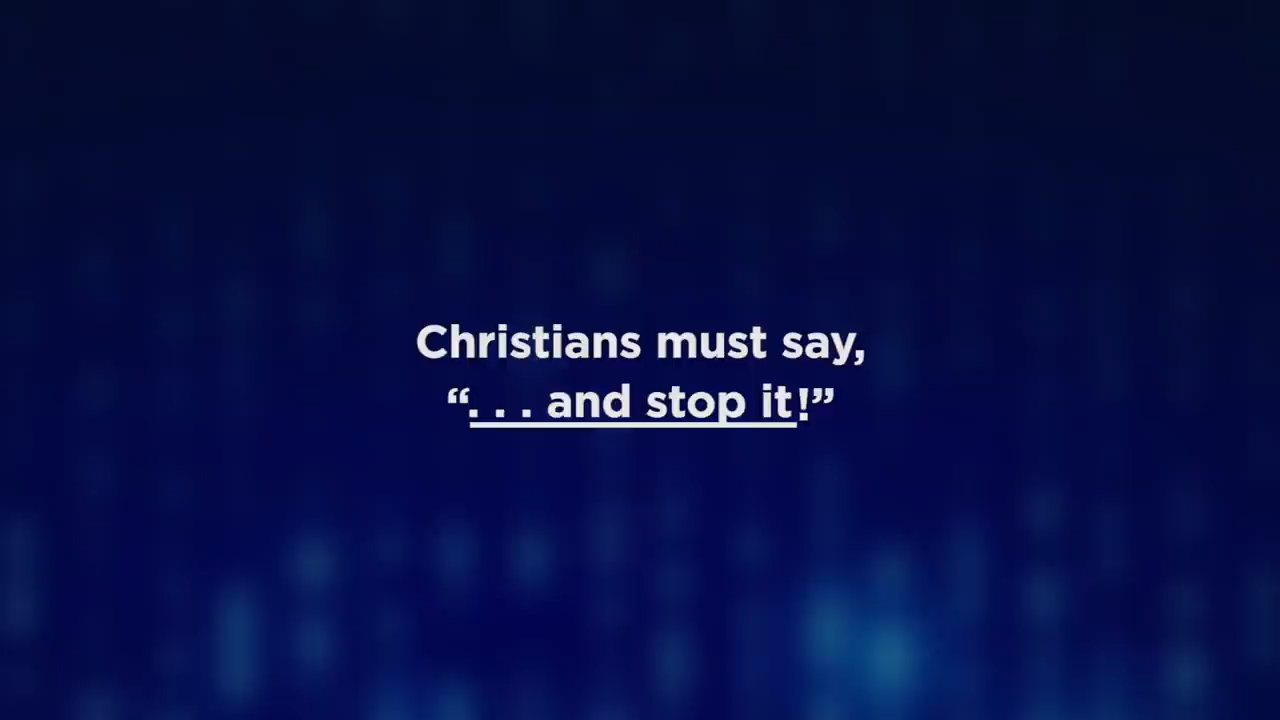 Christians must say,
“. . . and stop it!”